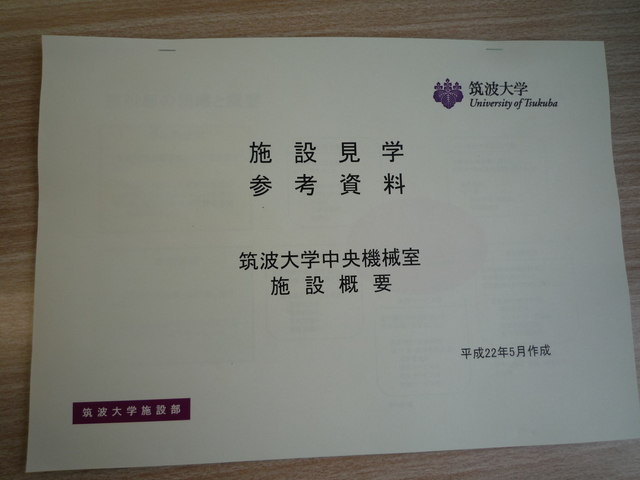 筑波大学
University of Tsukuba
施設見学
参考資料
筑波大学中央機械室
施設概要
平成22年5月作成
筑波大学施設部